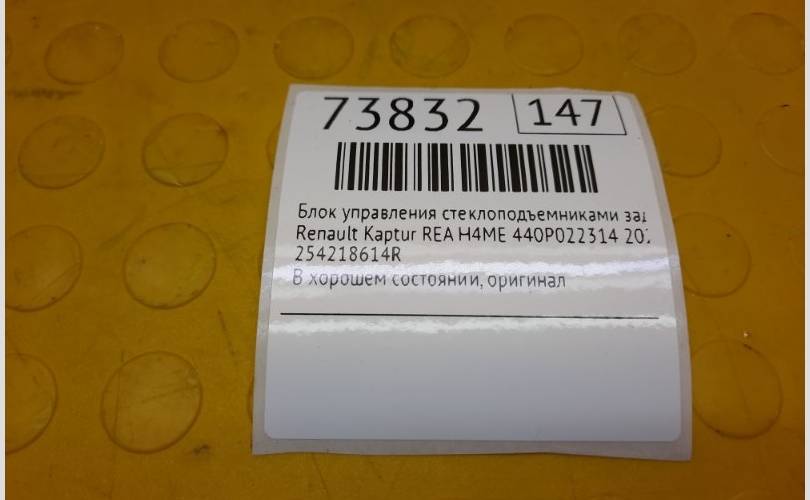 73832 147
Блок управления стеклоподъемниками
Renault Kaptur REA H4ME 440P022314
254218614R
В хорошем состоянии, оригинал